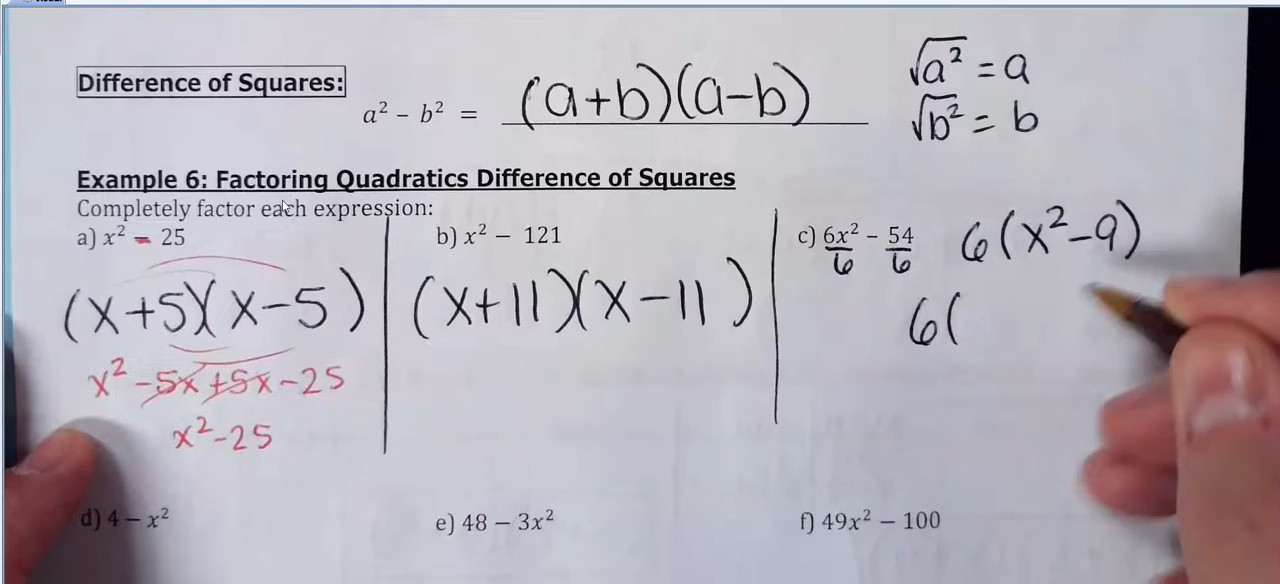 Difference of Squares:
a² – b² = (a+b)(a-b)
√a² = a
√b² = b
Example 6: Factoring Quadratics Difference of Squares
Completely factor each expression:
a) x² – 25
(x+5)(x-5)
x² -5x +5x -25
x²-25
b) x² – 121
(x+11)(x-11)
c) 6x² – 54
6 6
6(x²-9)
6(
d) 4 – x²
e) 48 – 3x²
f) 49x² – 100